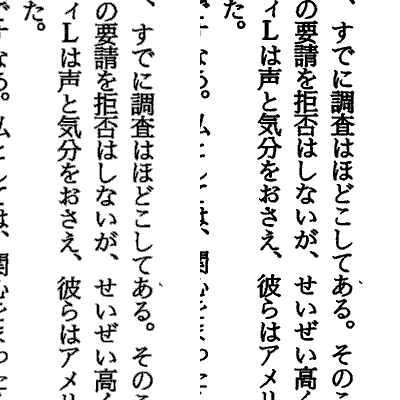 、すでに調査はほどこしてある。そのこ
の要請を拒否はしないが、せいぜい高く
ィLは声と気分をおさえ、彼らはアメリ
た。
、すでに調査はほどこしてある。そのこ
の要請を拒否はしないが、せいぜい高く
ィLは声と気分をおさえ、彼らはアメリ
た。